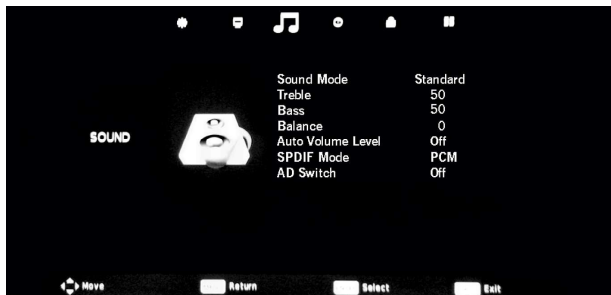 SOUND
Sound Mode Standard
Treble 50
Bass 50
Balance 0
Auto Volume Level Off
SPDIF Mode PCM
AD Switch Off
Move Return Select Exit